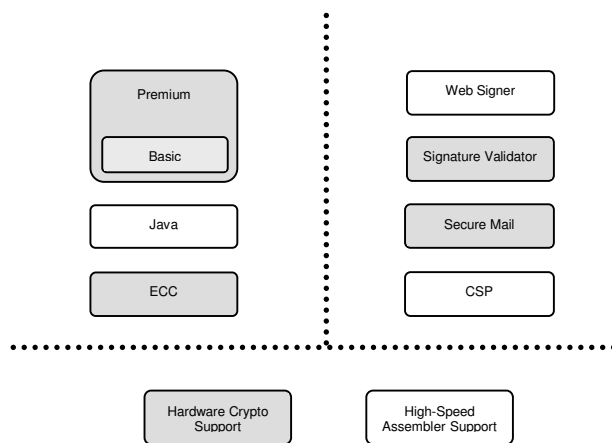 Premium
Basic
Java
ECC
Web Signer
Signature Validator
Secure Mail
CSP
Hardware Crypto
Support
High-Speed
Assembler Support